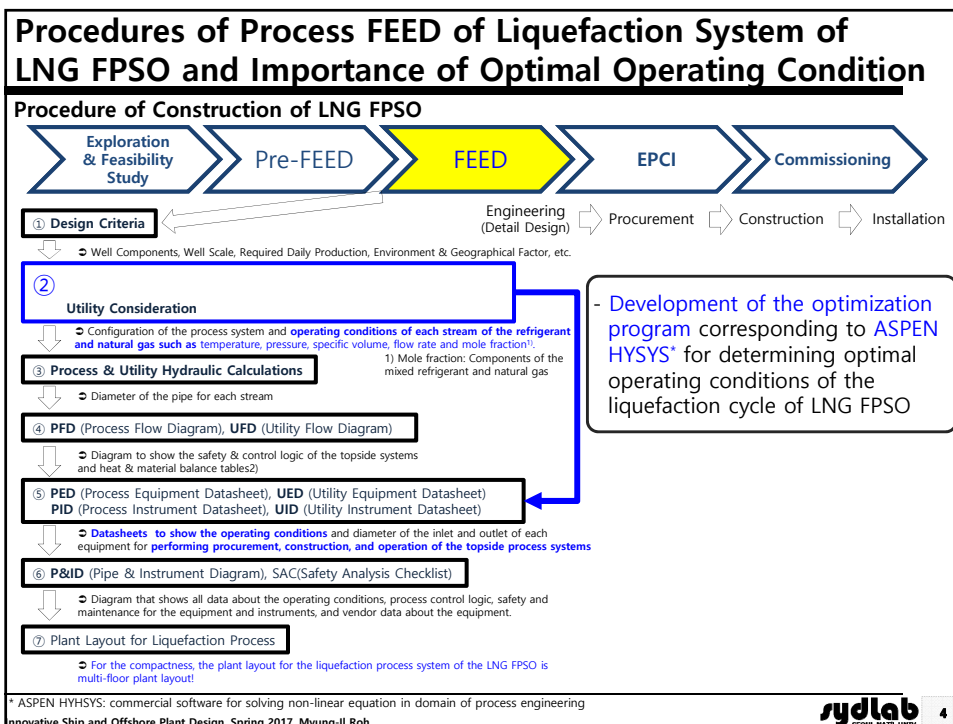 Procedures of Process FEED of Liquefaction System of
LNG FPSO and Importance of Optimal Operating Condition
Procedure of Construction of LNG FPSO
Exploration
& Feasibility
Study
Pre-FEED
FEED
EPCI
Commissioning
Engineering
(Detail Design)
Procurement
Construction
Installation
① Design Criteria
➲ Well Components, Well Scale, Required Daily Production, Environment & Geographical Factor, etc.
②
Utility Consideration
➲ Configuration of the process system and operating conditions of each stream of the refrigerant
and natural gas such as temperature, pressure, specific volume, flow rate and mole fraction1).
1) Mole fraction: Components of the
mixed refrigerant and natural gas
③ Process & Utility Hydraulic Calculations
➲ Diameter of the pipe for each stream
④ PFD (Process Flow Diagram), UFD (Utility Flow Diagram)
➲ Diagram to show the safety & control logic of the topside systems
and heat & material balance tables2)
⑤ PED (Process Equipment Datasheet), UED (Utility Equipment Datasheet)
PID (Process Instrument Datasheet), UID (Utility Instrument Datasheet)
➲ Datasheets to show the operating conditions and diameter of the inlet and outlet of each
equipment for performing procurement, construction, and operation of the topside process systems
⑥ P&ID (Pipe & Instrument Diagram), SAC(Safety Analysis Checklist)
➲ Diagram that shows all data about the operating conditions, process control logic, safety and
maintenance for the equipment and instruments, and vendor data about the equipment.
⑦ Plant Layout for Liquefaction Process
➲ For the compactness, the plant layout for the liquefaction process system of the LNG FPSO is
multi-floor plant layout!
- Development of the optimization
program corresponding to ASPEN
HYSYS* for determining optimal
operating conditions of the
liquefaction cycle of LNG FPSO
* ASPEN HYHSYS: commercial software for solving non-linear equation in domain of process engineering
Innovative Ship and Offshore Plant Design, Spring 2017, Myung-Il Roh
sydlab
4